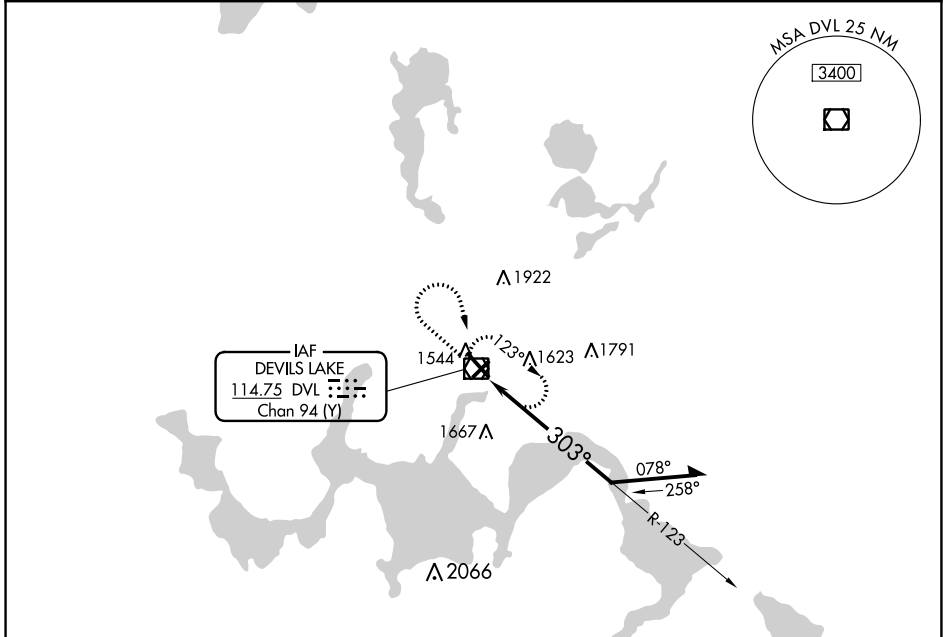 MSA DVL 25 NM
3400
1922
123°
1544
1623
1791
IAF
DEVILS LAKE
114.75 DVL
Chan 94 (Y)
1667
303°
078°
258°
R-123
2066